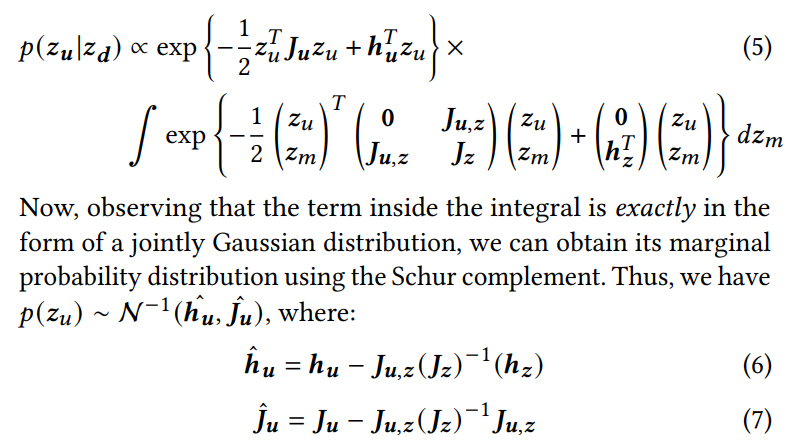 p(z_u|z_d) ∝ exp{−1/2 z_u^T J_u z_u + h_u^T z_u} × (5)
∫ exp{−1/2 (z_u z_m)^T (0 J_{u,z} J_{u,z} J_z) (z_u z_m) + (0 h_z^T) (z_u z_m)} dz_m
Now, observing that the term inside the integral is exactly in the
form of a jointly Gaussian distribution, we can obtain its marginal
probability distribution using the Schur complement. Thus, we have
p(z_u) ∼ N^{−1}(ĥ_u, Ĵ_u), where:
ĥ_u = h_u − J_{u,z}(J_z)^{−1}(h_z) (6)
Ĵ_u = J_u − J_{u,z}(J_z)^{−1}J_{u,z} (7)